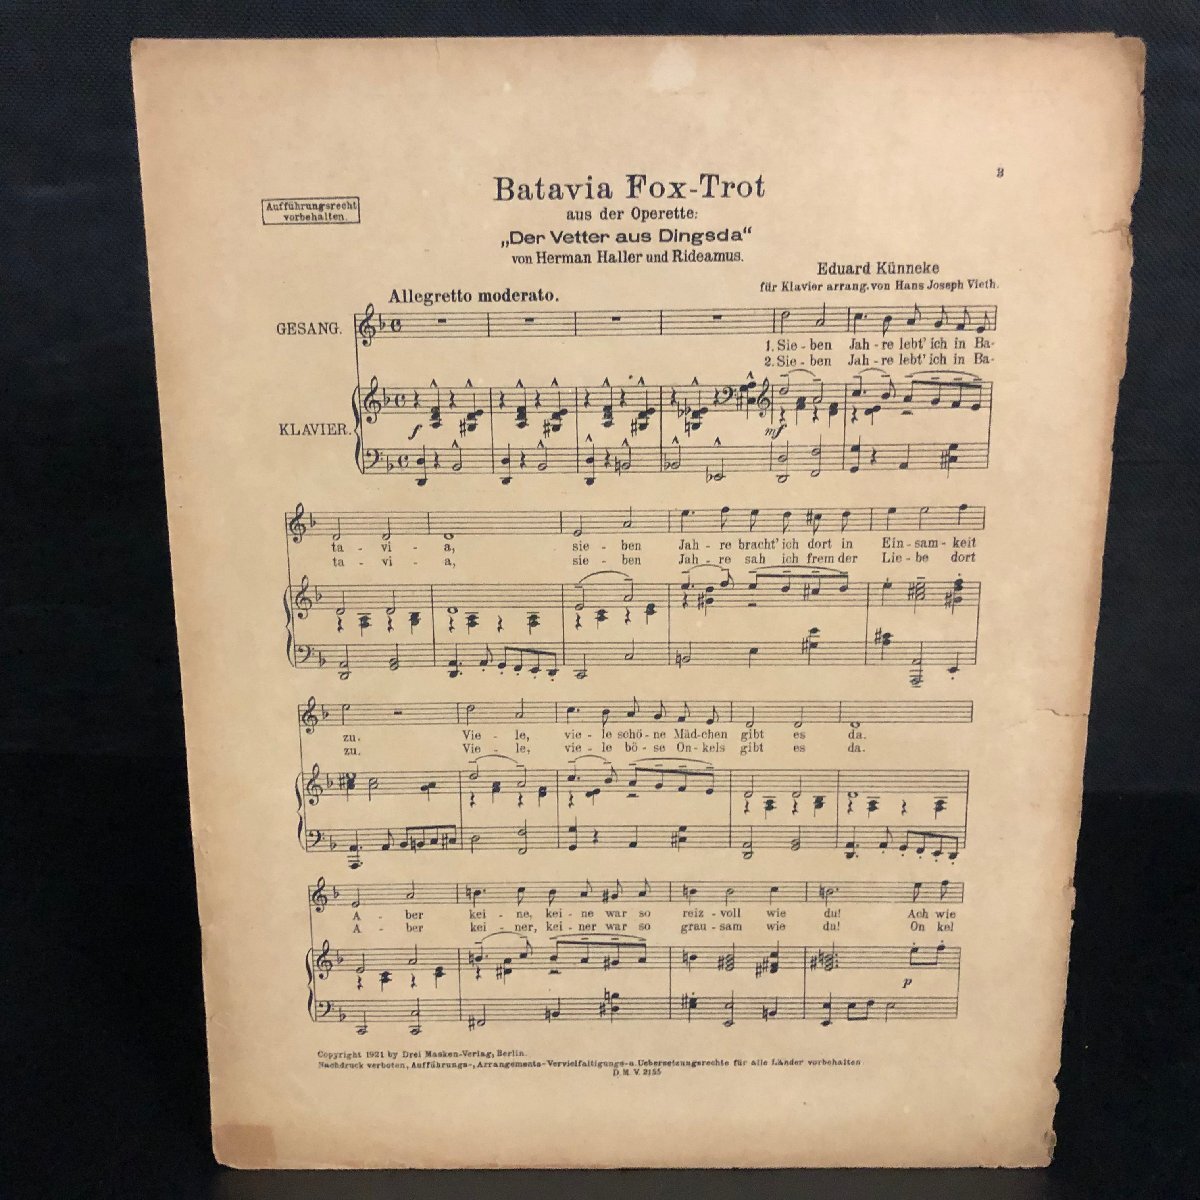 3
Batavia Fox-Trot
Aufführungsrecht
vorbehalten.
aus der Operette:
„Der Vetter aus Dingsda“
von Herman Haller und Rideamus.
Eduard Künneke
für Klavier arrang. von Hans Joseph Vieth.
Allegretto moderato.
GESANG.
1. Sie - ben Jah - re lebt' ich in Ba-
2. Sie - ben Jah - re lebt' ich in Ba-
KLAVIER.
f
mf
ta - vi - a, sie - ben Jah - re bracht' ich dort in Ein - sam - keit
ta - vi - a, sie - ben Jah - re sah ich frem der Lie - be dort
zu. Vie - le, vie - le schö - ne Mäd - chen gibt es da.
zu. Vie - le, vie - le bö - se On - kels gibt es da.
A - ber kei - ne, kei - ne war so reiz - voll wie du! Ach wie
A - ber kei - ner, kei - ner war so grau - sam wie du! On kel
p
Copyright 1921 by Drei Masken-Verlag, Berlin.
Nachdruck verboten, Aufführungs-, Arrangements- Vervielfältigungs- u. Uebersetzungsrechte für alle Länder vorbehalten
D. M. V. 2155